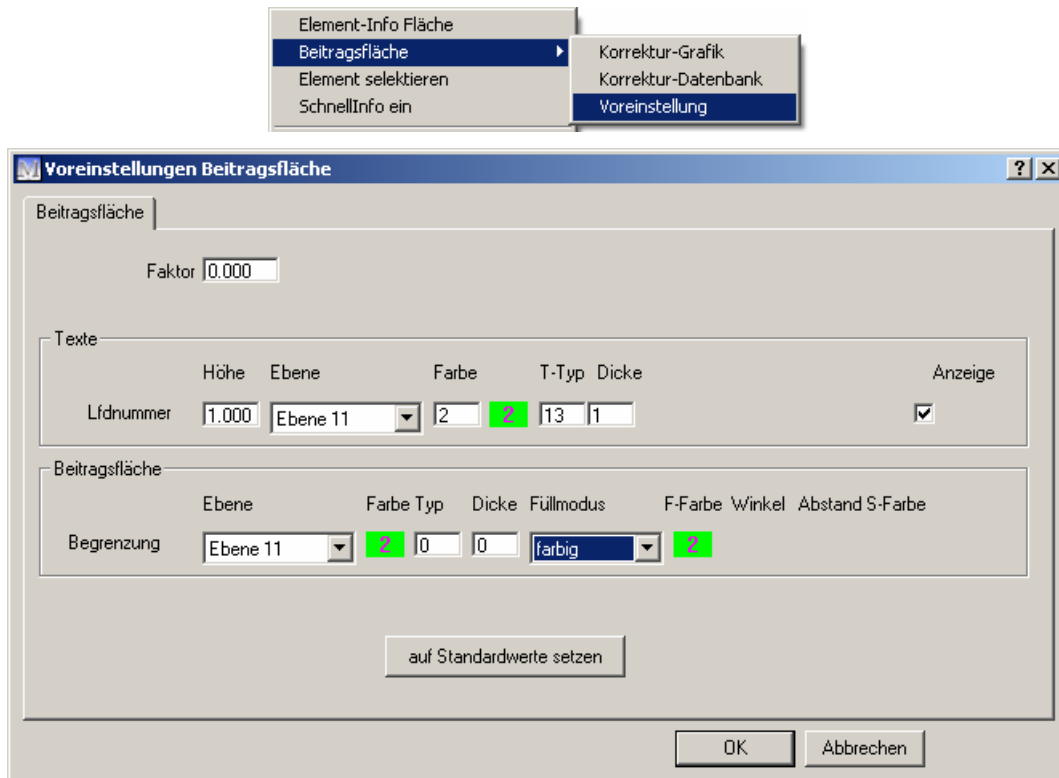 Element-Info Fläche
Beitragsfläche
Korrektur-Grafik
Element selektieren
Korrektur-Datenbank
SchnellInfo ein
Voreinstellung
Voreinstellungen Beitragsfläche
Beitragsfläche
Faktor 0.000
Texte
Höhe Ebene Farbe T-Typ Dicke Anzeige
Lfdnummer 1.000 Ebene 11 2 2 13 1
Beitragsfläche
Ebene Farbe Typ Dicke Füllmodus F-Farbe Winkel Abstand S-Farbe
Begrenzung Ebene 11 2 0 0 farbig 2
auf Standardwerte setzen
OK Abbrechen